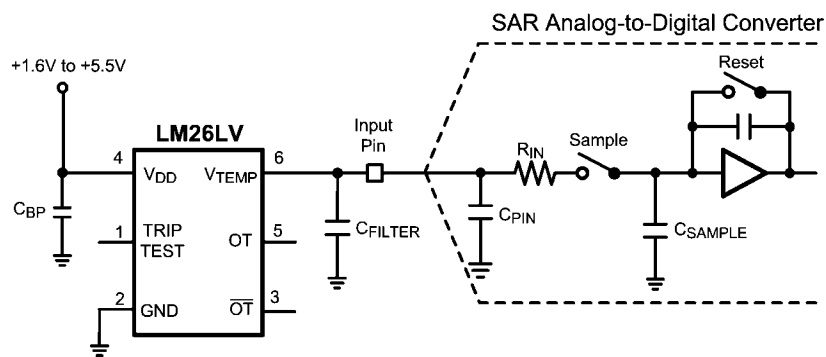 SAR Analog-to-Digital Converter
+1.6V to +5.5V
Reset
LM26LV
Input
Pin
Sample
RIN
4
VDD
VTEMP
6
CBP
CFILTER
CPIN
CSAMPLE
1
TRIP
TEST
OT
5
2
GND
OT
3